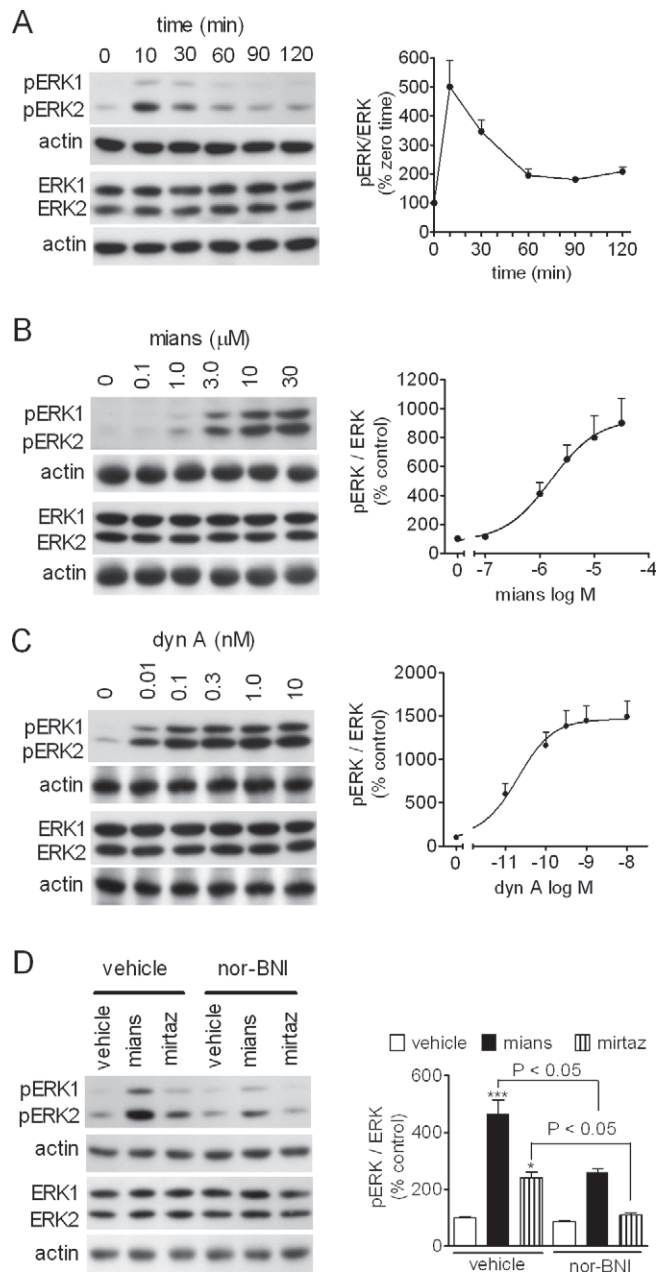 A
time (min)
0 10 30 60 90 120
pERK1
pERK2
actin
ERK1
ERK2
actin
pERK/ERK
(% zero time)
600
500
400
300
200
100
0
0 30 60 90 120
time (min)
B
mians (μM)
0 0.1 1.0 3.0 10 30
pERK1
pERK2
actin
ERK1
ERK2
actin
pERK / ERK
(% control)
1200
1000
800
600
400
200
0
0 -7 -6 -5 -4
mians log M
C
dyn A (nM)
0 0.01 0.1 0.3 1.0 10
pERK1
pERK2
actin
ERK1
ERK2
actin
pERK / ERK
(% control)
2000
1500
1000
500
0
0 -11 -10 -9 -8
dyn A log M
D
vehicle nor-BNI
vehicle mians mirtaz vehicle mians mirtaz
pERK1
pERK2
actin
ERK1
ERK2
actin
vehicle mians mirtaz
P < 0.05
P < 0.05
***
*
pERK / ERK
(% control)
600
400
200
0
vehicle nor-BNI